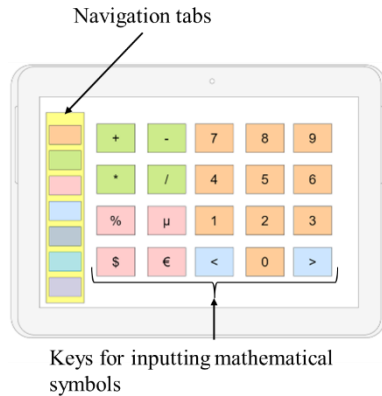 Navigation tabs
+ - 7 8 9
* / 4 5 6
% µ 1 2 3
$ € < 0 >
Keys for inputting mathematical
symbols